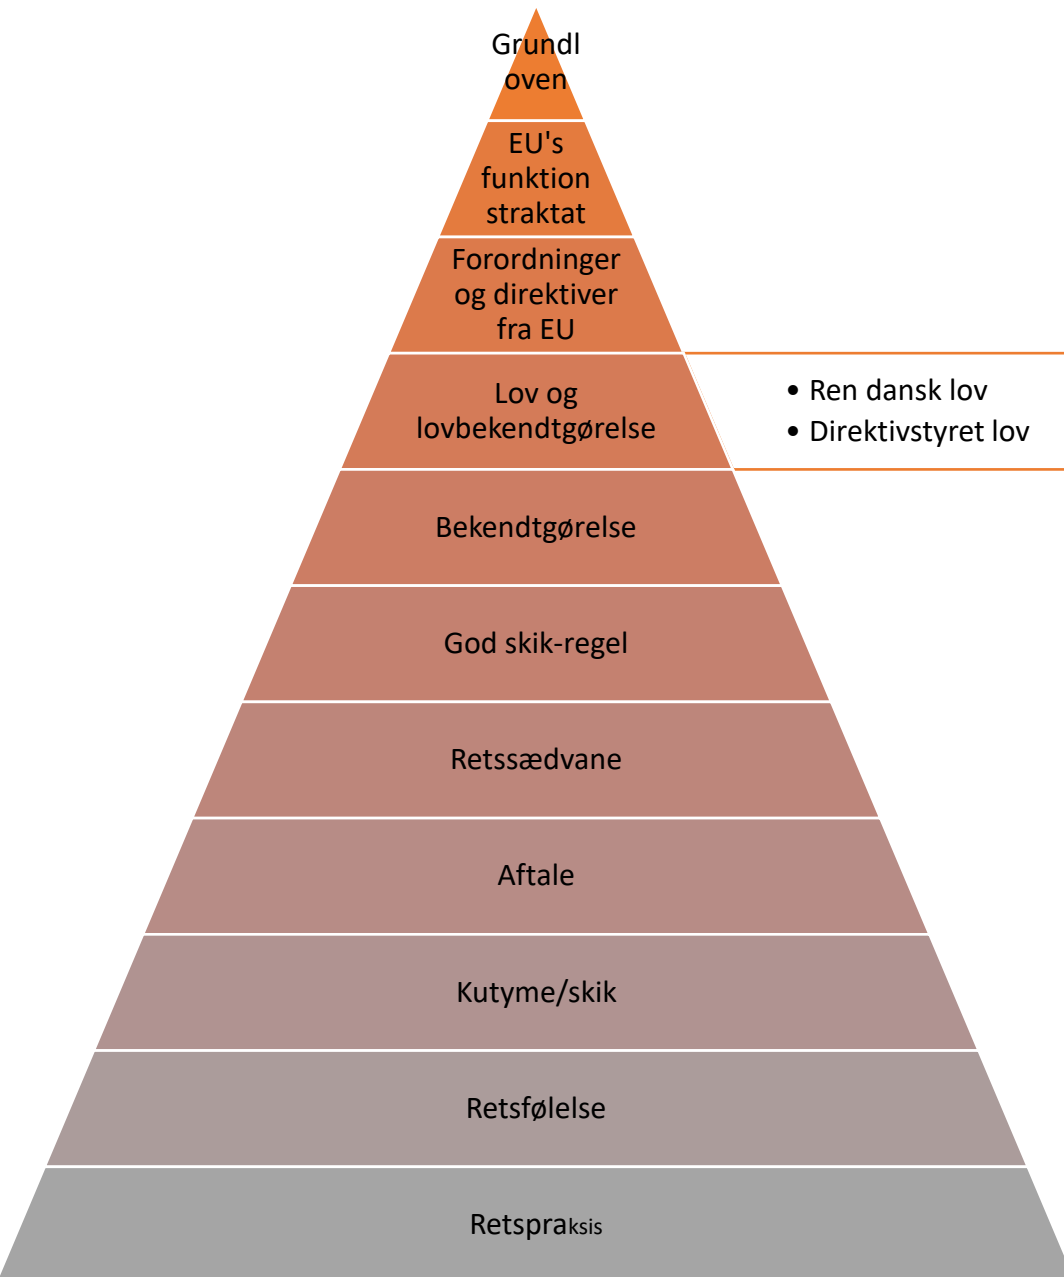 Grundl
oven
EU's
funktion
straktat
Forordninger
og direktiver
fra EU
Lov og
lovbekendtgørelse
• Ren dansk lov
• Direktivstyret lov
Bekendtgørelse
God skik-regel
Retssædvane
Aftale
Kutyme/skik
Retsfølelse
Retspraksis